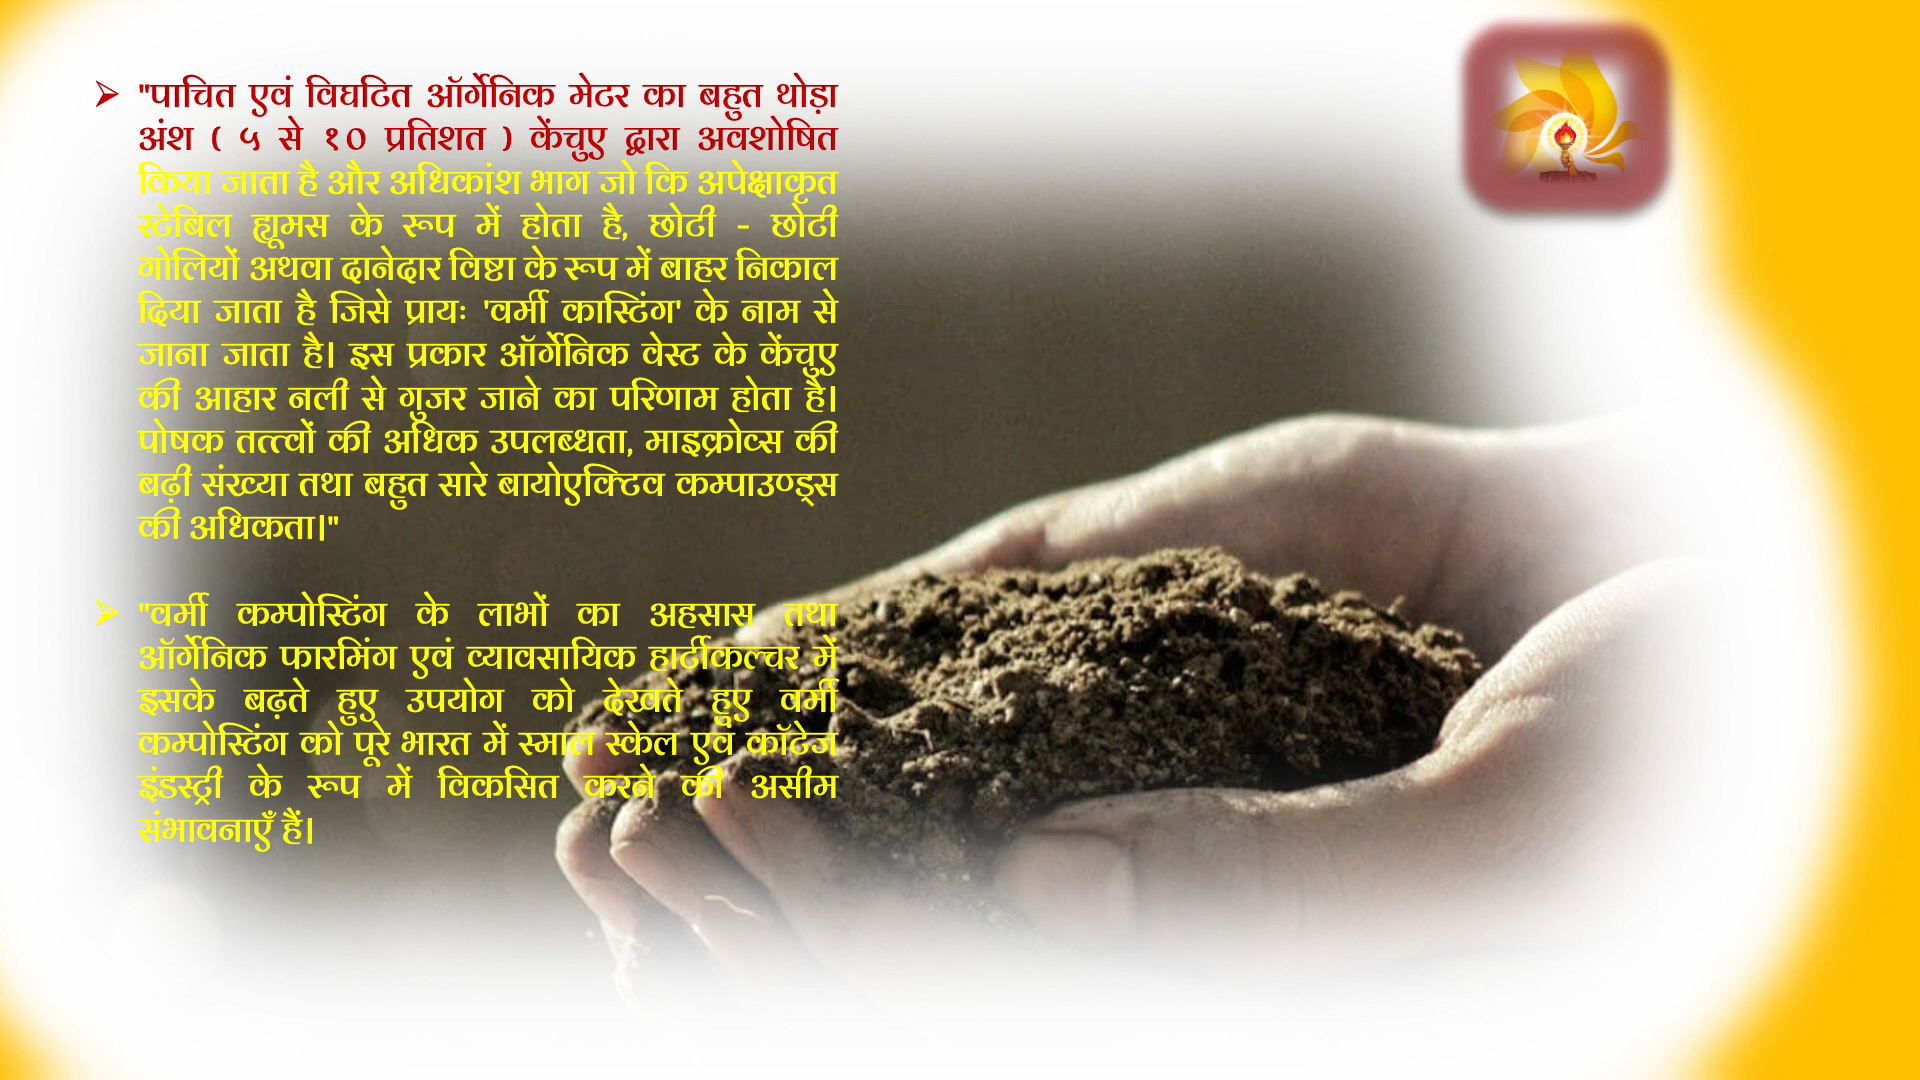 ➢ "पाचित एवं विघटित ऑर्गेनिक मेटर का बहुत थोड़ा
अंश ( ५ से १० प्रतिशत ) केंचुए द्वारा अवशोषित
किया जाता है और अधिकांश भाग जो कि अपेक्षाकृत
स्टेबिल ह्यूमस के रूप में होता है, छोटी - छोटी
गोलियों अथवा दानेदार विष्ठा के रूप में बाहर निकाल
दिया जाता है जिसे प्रायः 'वर्मी कास्टिंग' के नाम से
जाना जाता है। इस प्रकार ऑर्गेनिक वेस्ट के केंचुए
की आहार नली से गुजर जाने का परिणाम होता है।
पोषक तत्त्वों की अधिक उपलब्धता, माइक्रोव्स की
बढ़ी संख्या तथा बहुत सारे बायोएक्टिव कम्पाउण्ड्स
की अधिकता।"
➢ "वर्मी कम्पोस्टिंग के लाभों का अहसास तथा
ऑर्गेनिक फारमिंग एवं व्यावसायिक हार्टीकल्चर में
इसके बढ़ते हुए उपयोग को देखते हुए वर्मी
कम्पोस्टिंग को पूरे भारत में स्माल स्केल एवं कॉटेज
इंडस्ट्री के रूप में विकसित करने की असीम
संभावनाएँ हैं।